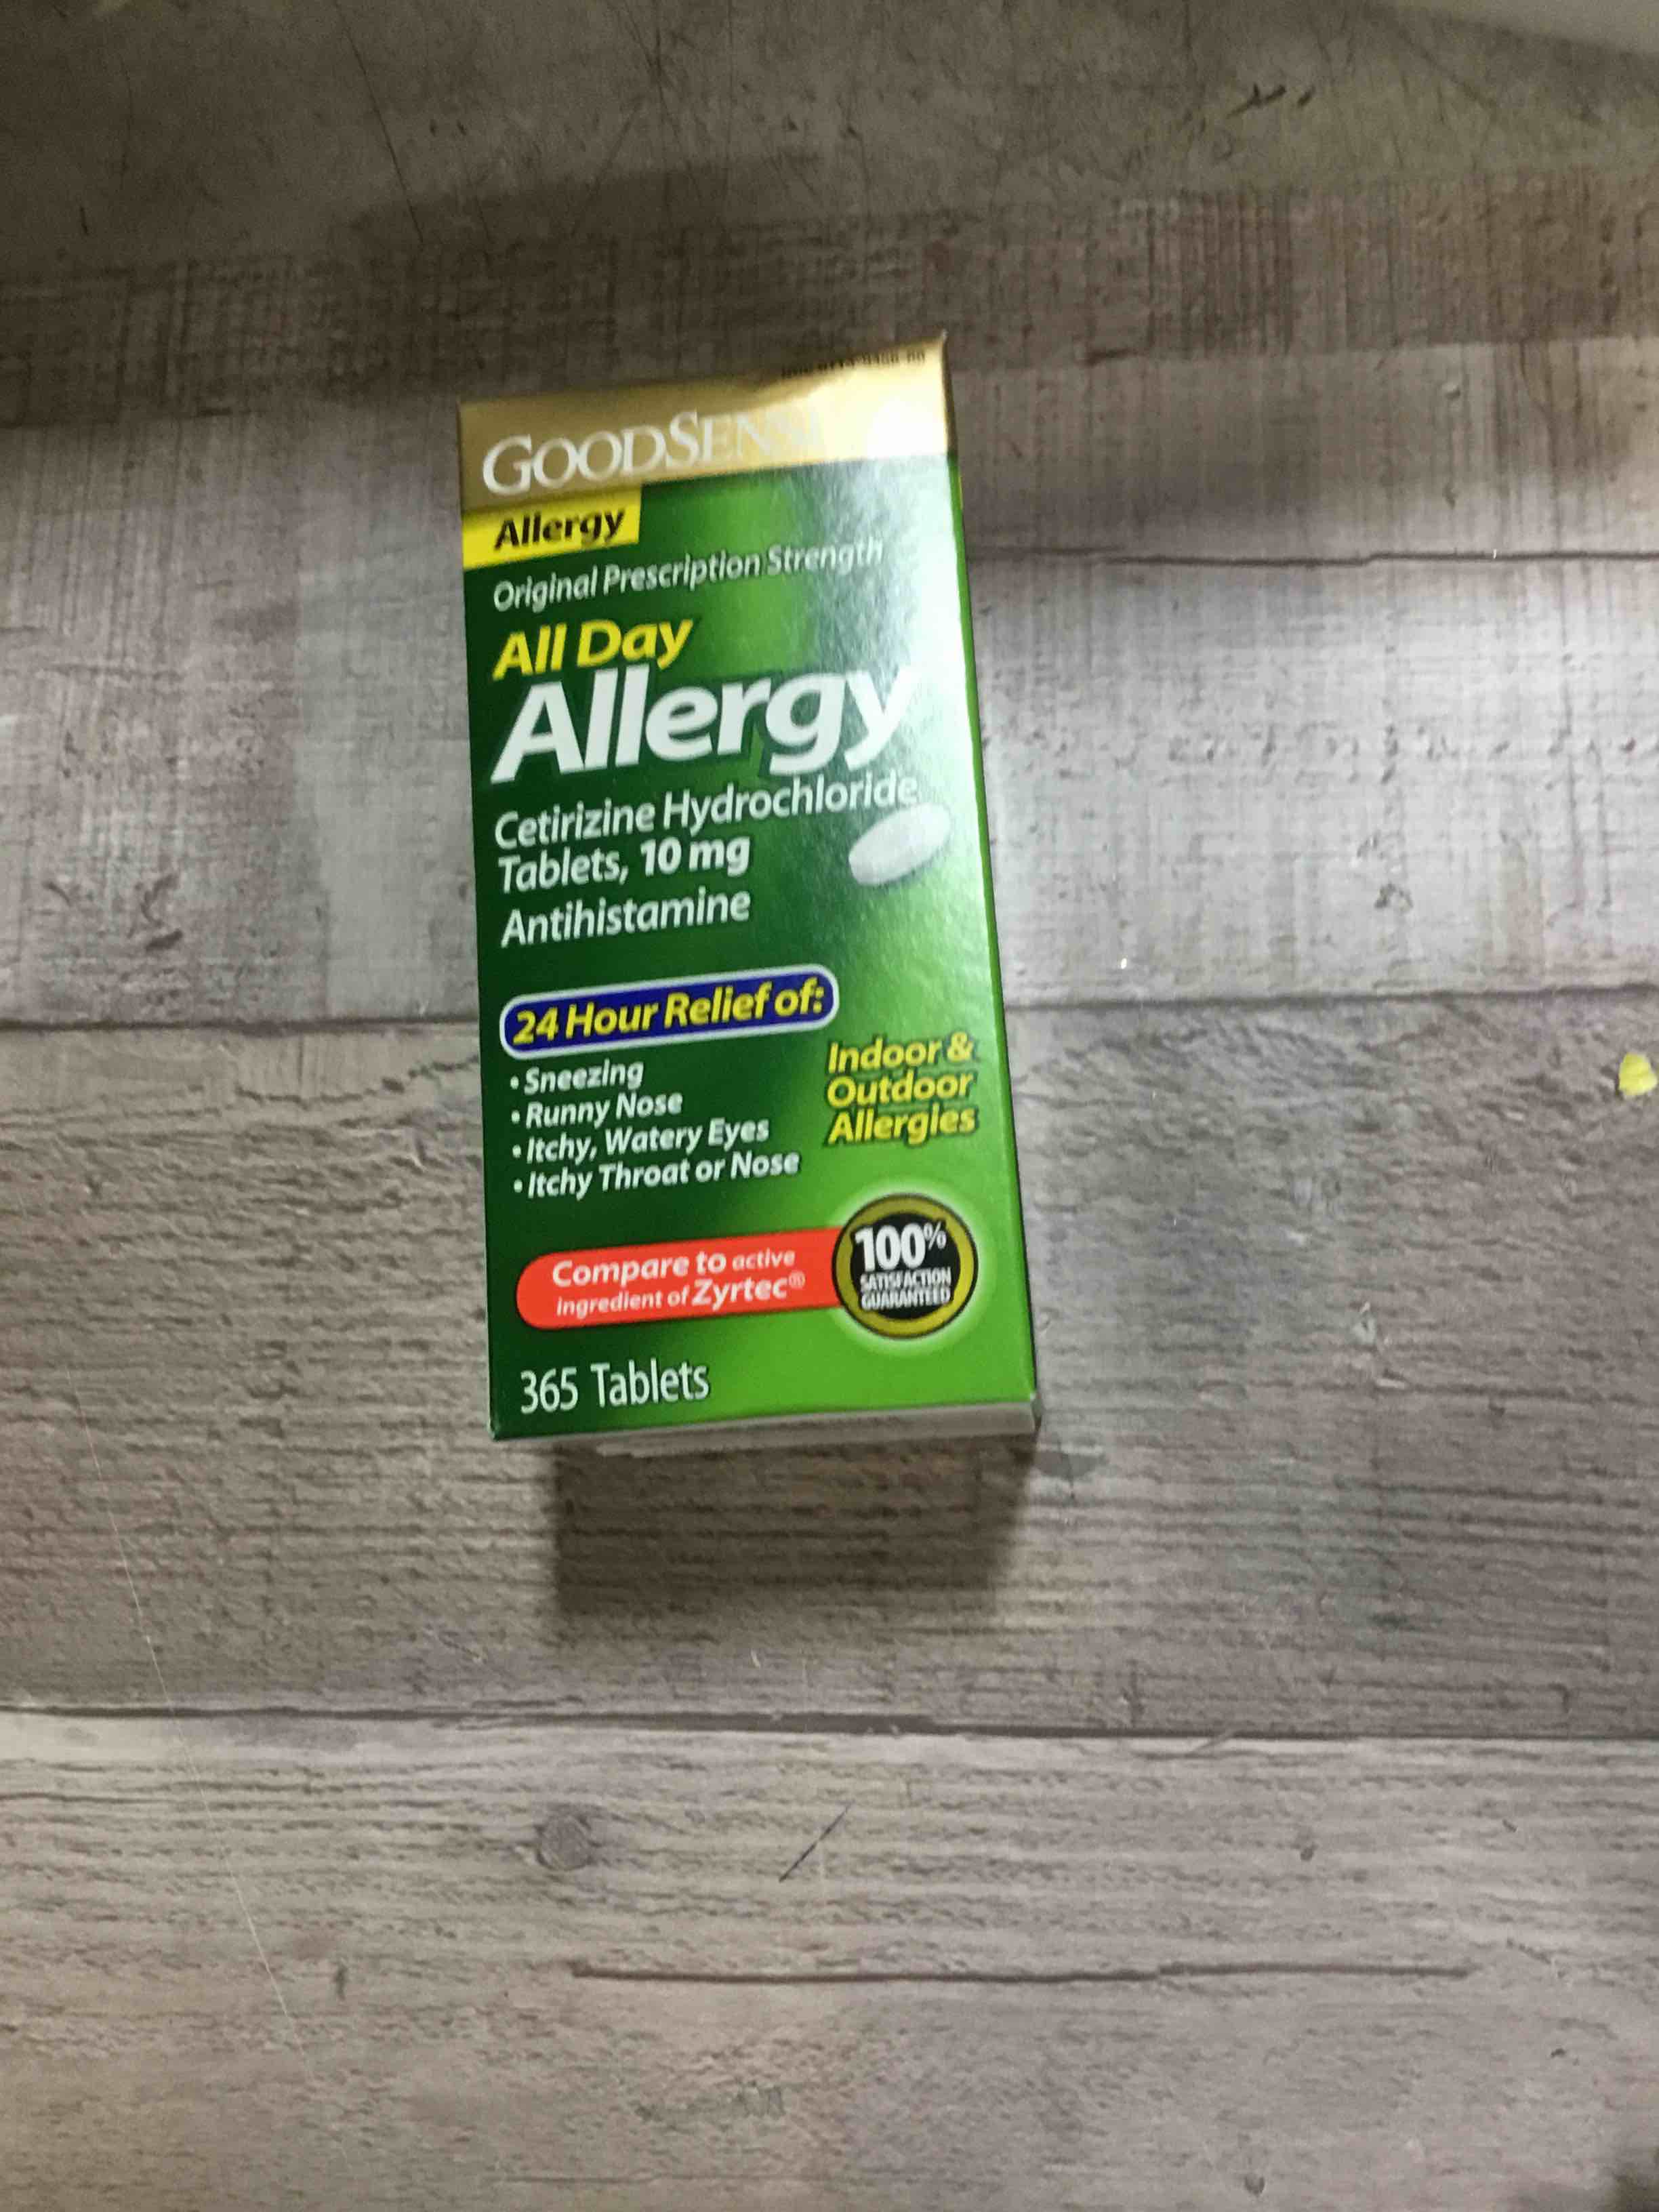 GOODSENS
Allergy
Original Prescription Strength
All Day
Allergy
Cetirizine Hydrochloride
Tablets, 10 mg
Antihistamine
24 Hour Relief of:
• Sneezing
• Runny Nose
• Itchy, Watery Eyes
• Itchy Throat or Nose
Indoor &
Outdoor
Allergies
Compare to active
ingredient of Zyrtec®
100%
SATISFACTION
GUARANTEED
365 Tablets